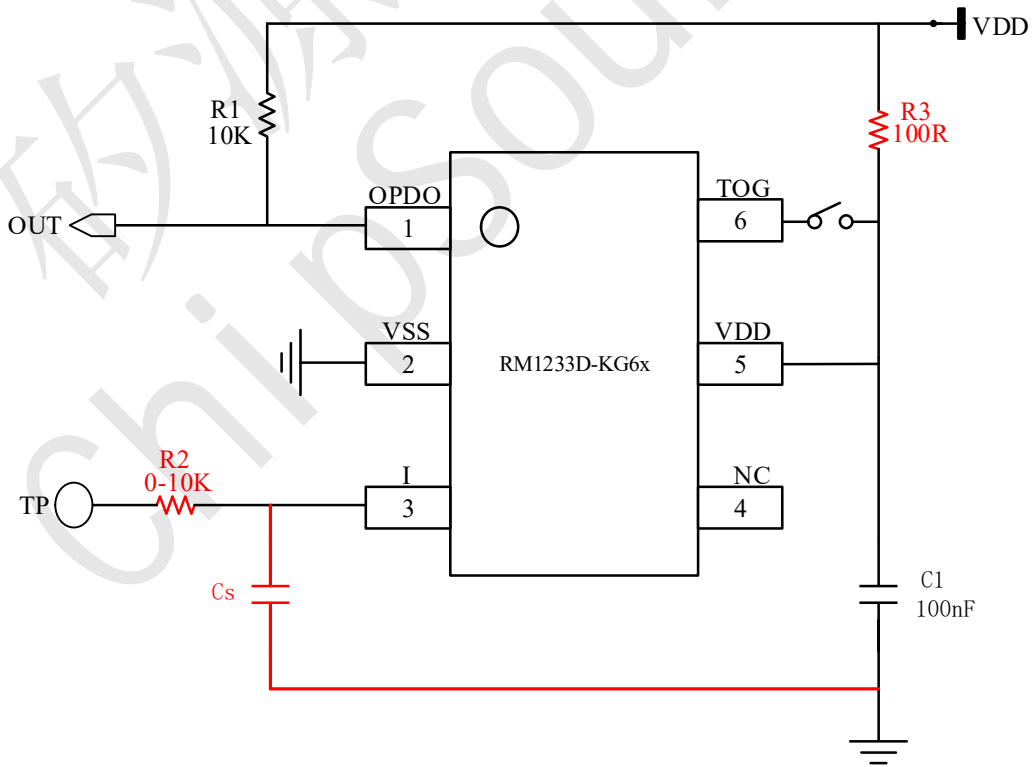 VDD
R1
10K
R3
100R
OPDO
1
TOG
6
OUT
VSS
2
RM1233D-KG6x
VDD
5
R2
0-10K
TP
I
3
NC
4
Cs
C1
100nF